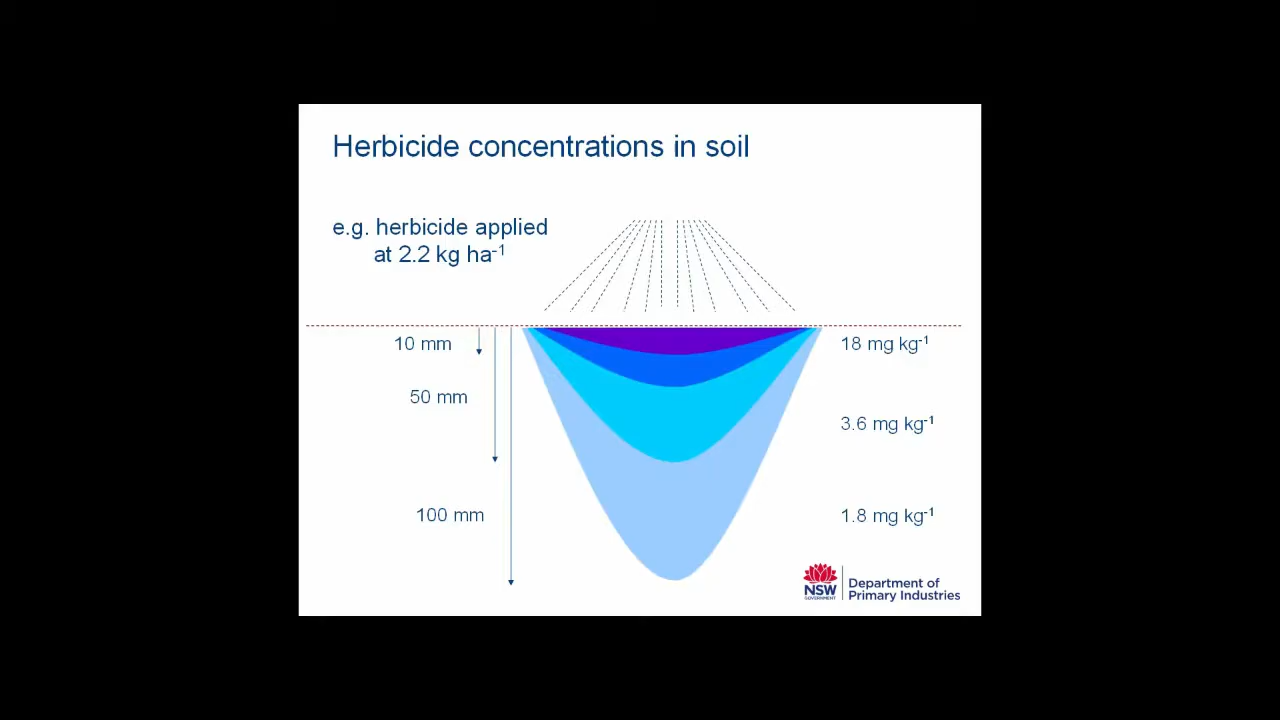 Herbicide concentrations in soil
e.g. herbicide applied
at 2.2 kg ha⁻¹
10 mm
18 mg kg⁻¹
50 mm
3.6 mg kg⁻¹
100 mm
1.8 mg kg⁻¹
NSW
GOVERNMENT
Department of
Primary Industries